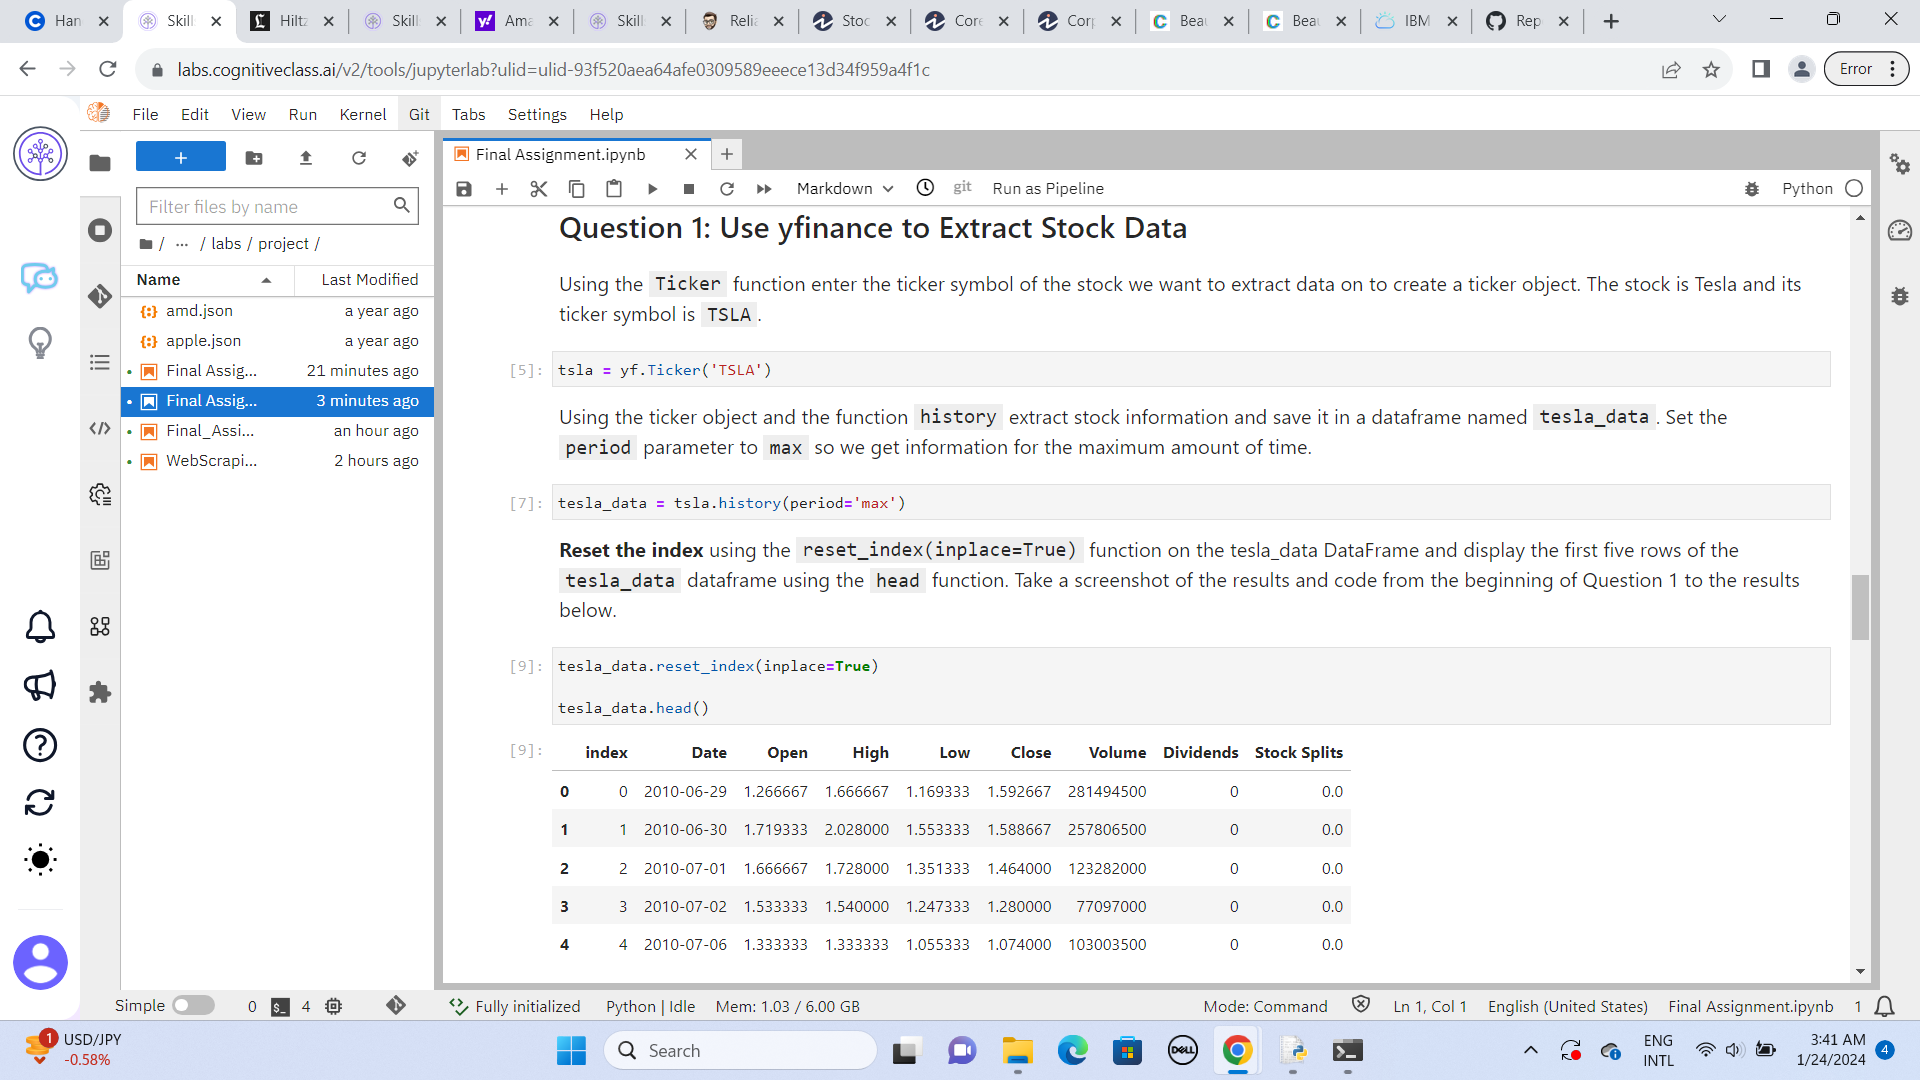 Han
Skill
Hiltz
Skill
Ama
Skill
Relia
Stoc
Core
Corp
Beau
Beau
IBM
Rep
labs.cognitiveclass.ai/v2/tools/jupyterlab?ulid=ulid-93f520aea64afe0309589eeece13d34f959a4f1c
Error
File Edit View Run Kernel Git Tabs Settings Help
Final Assignment.ipynb
Filter files by name
/ ... / labs / project /
Name Last Modified
amd.json a year ago
apple.json a year ago
Final Assig... 21 minutes ago
Final Assig... 3 minutes ago
Final_Assi... an hour ago
WebScrapi... 2 hours ago
Markdown git Run as Pipeline Python
Question 1: Use yfinance to Extract Stock Data
Using the Ticker function enter the ticker symbol of the stock we want to extract data on to create a ticker object. The stock is Tesla and its
ticker symbol is TSLA .
[5]: tsla = yf.Ticker('TSLA')
Using the ticker object and the function history extract stock information and save it in a dataframe named tesla_data . Set the
period parameter to max so we get information for the maximum amount of time.
[7]: tesla_data = tsla.history(period='max')
Reset the index using the reset_index(inplace=True) function on the tesla_data DataFrame and display the first five rows of the
tesla_data dataframe using the head function. Take a screenshot of the results and code from the beginning of Question 1 to the results
below.
[9]: tesla_data.reset_index(inplace=True)
tesla_data.head()
[9]: index Date Open High Low Close Volume Dividends Stock Splits
0 0 2010-06-29 1.266667 1.666667 1.169333 1.592667 281494500 0 0.0
1 1 2010-06-30 1.719333 2.028000 1.553333 1.588667 257806500 0 0.0
2 2 2010-07-01 1.666667 1.728000 1.351333 1.464000 123282000 0 0.0
3 3 2010-07-02 1.533333 1.540000 1.247333 1.280000 77097000 0 0.0
4 4 2010-07-06 1.333333 1.333333 1.055333 1.074000 103003500 0 0.0
Simple 0 $_ 4 Fully initialized Python | Idle Mem: 1.03 / 6.00 GB Mode: Command Ln 1, Col 1 English (United States) Final Assignment.ipynb 1
1 USD/JPY
-0.58%
Search
DELL
ENG
INTL
3:41 AM
1/24/2024
4